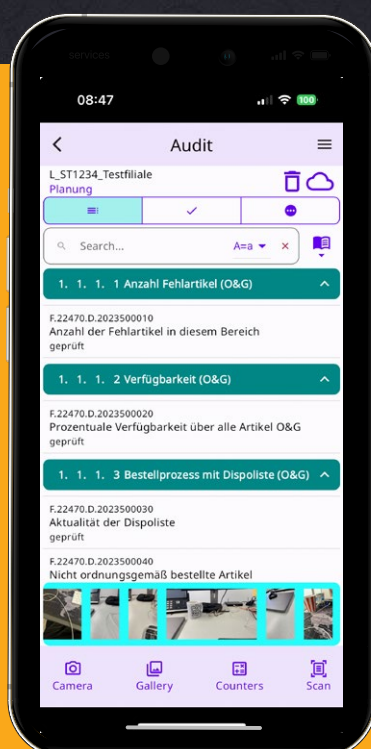 services
08:47
100
Audit
L_ST1234_Testfiliale
Planung
Search...
A=a
1. 1. 1. 1 Anzahl Fehlartikel (O&G)
F.22470.D.2023500010
Anzahl der Fehlartikel in diesem Bereich
geprüft
1. 1. 1. 2 Verfügbarkeit (O&G)
F.22470.D.2023500020
Prozentuale Verfügbarkeit über alle Artikel O&G
geprüft
1. 1. 1. 3 Bestellprozess mit Dispoliste (O&G)
F.22470.D.2023500030
Aktualität der Dispoliste
geprüft
F.22470.D.2023500040
Nicht ordnungsgemäß bestellte Artikel
Camera
Gallery
Counters
Scan